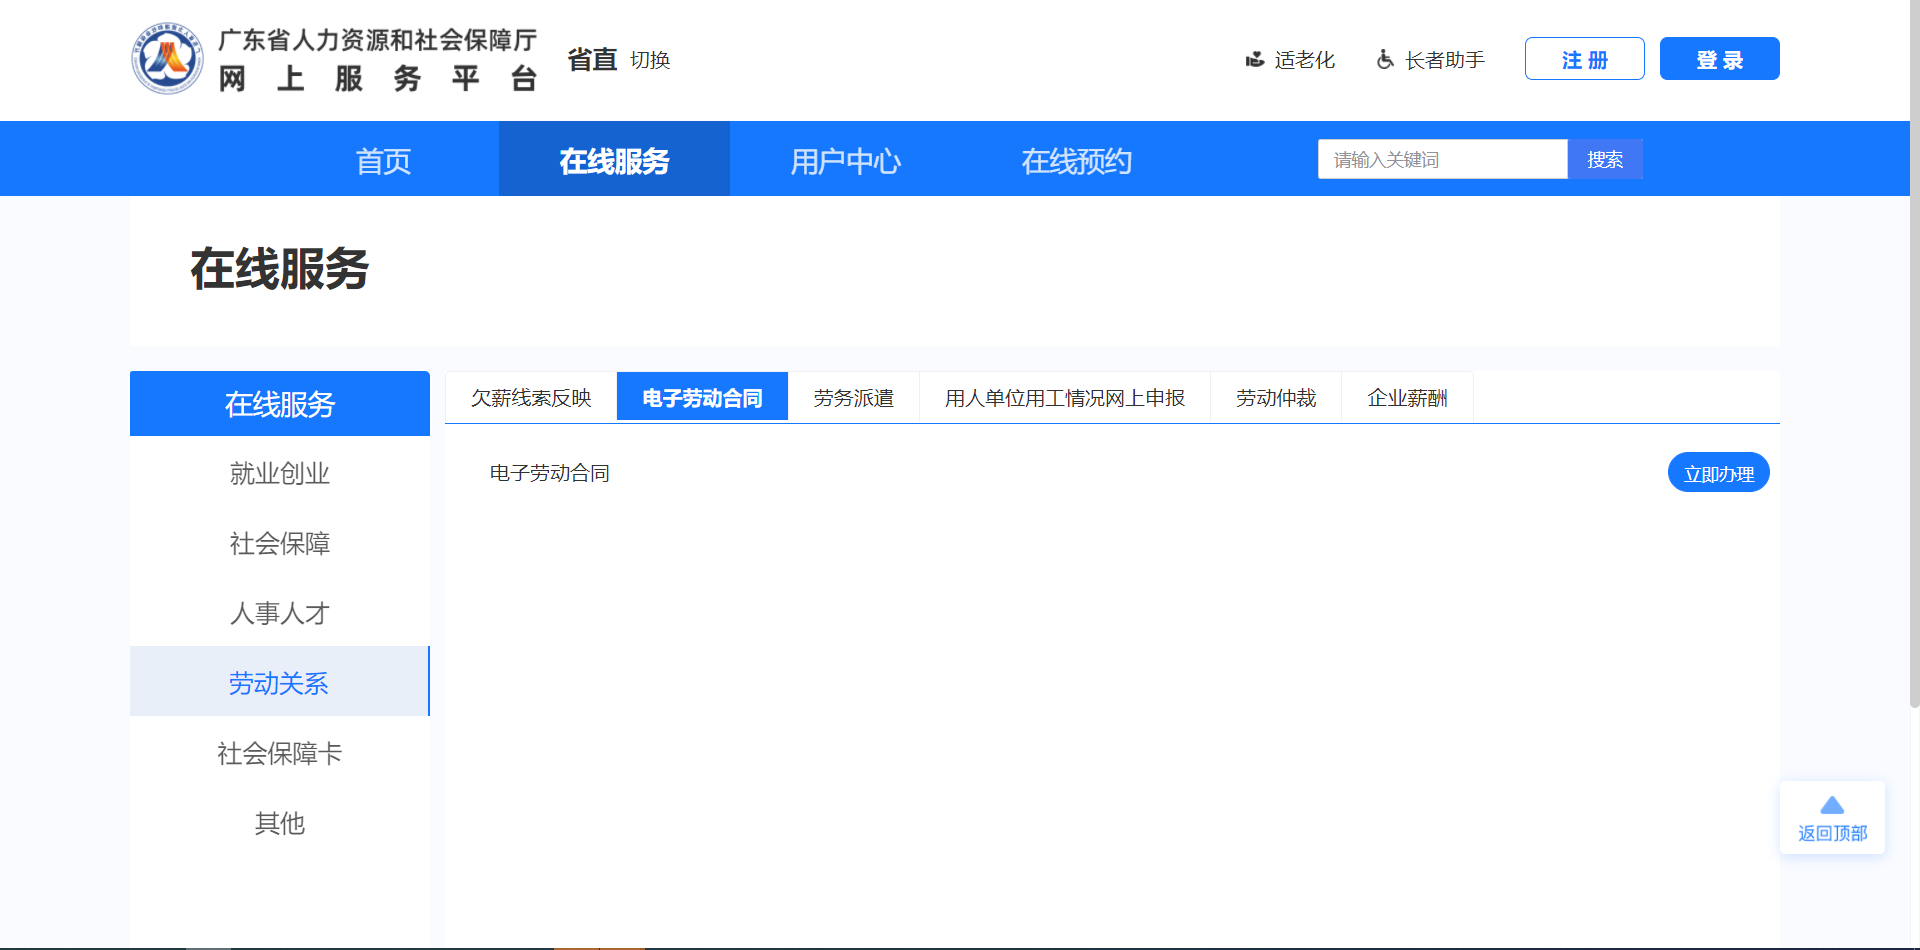 广东省人力资源和社会保障厅
网上服务平台
省直 切换
适老化 长者助手 注册 登录
首页 在线服务 用户中心 在线预约 请输入关键词 搜索
在线服务
在线服务
欠薪线索反映 电子劳动合同 劳务派遣 用人单位用工情况网上申报 劳动仲裁 企业薪酬
电子劳动合同 立即办理
就业创业
社会保障
人事人才
劳动关系
社会保障卡
其他
返回顶部